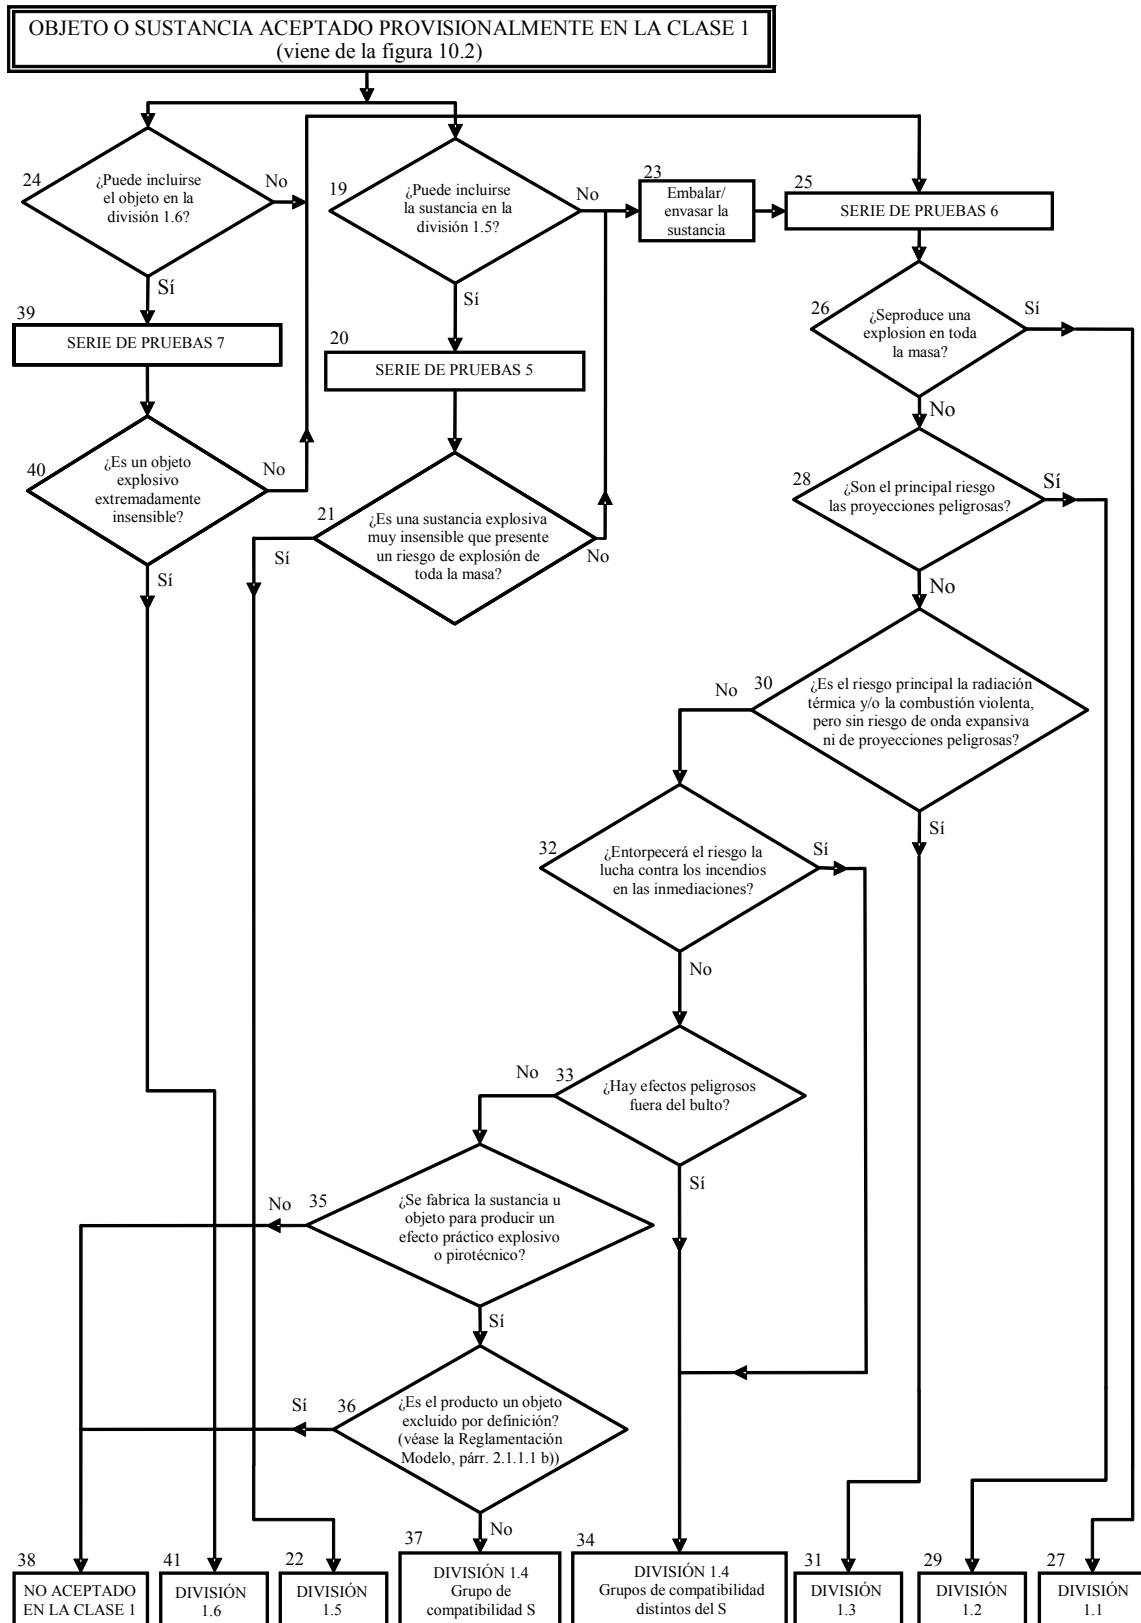 OBJETO O SUSTANCIA ACEPTADO PROVISIONALMENTE EN LA CLASE 1
(viene de la figura 10.2)
24
¿Puede incluirse
el objeto en la
división 1.6?
No
Sí
19
¿Puede incluirse
la sustancia en la
división 1.5?
No
Sí
23
Embalar/
envasar la
sustancia
25
SERIE DE PRUEBAS 6
26
¿Seproduce una
explosion en toda
la masa?
Sí
No
39
SERIE DE PRUEBAS 7
20
SERIE DE PRUEBAS 5
40
¿Es un objeto
explosivo
extremadamente
insensible?
No
Sí
21
¿Es una sustancia explosiva
muy insensible que presente
un riesgo de explosión de
toda la masa?
Sí
No
28
¿Son el principal riesgo
las proyecciones peligrosas?
Sí
No
30
¿Es el riesgo principal la radiación
térmica y/o la combustión violenta,
pero sin riesgo de onda expansiva
ni de proyecciones peligrosas?
No
Sí
32
¿Entorpecerá el riesgo la
lucha contra los incendios
en las inmediaciones?
Sí
No
33
¿Hay efectos peligrosos
fuera del bulto?
No
Sí
35
¿Se fabrica la sustancia u
objeto para producir un
efecto práctico explosivo
o pirotécnico?
No
Sí
36
¿Es el producto un objeto
excluido por definición?
(véase la Reglamentación
Modelo, párr. 2.1.1.1 b))
Sí
No
38
NO ACEPTADO
EN LA CLASE 1
41
DIVISIÓN
1.6
22
DIVISIÓN
1.5
37
DIVISIÓN 1.4
Grupo de
compatibilidad S
34
DIVISIÓN 1.4
Grupos de compatibilidad
distintos del S
31
DIVISIÓN
1.3
29
DIVISIÓN
1.2
27
DIVISIÓN
1.1